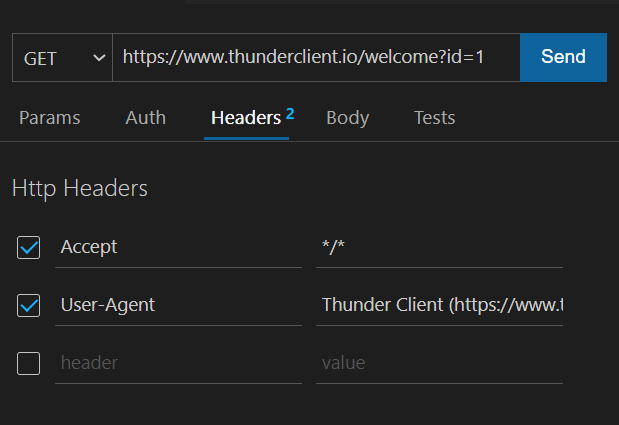 GET https://www.thunderclient.io/welcome?id=1 Send
Params Auth Headers 2 Body Tests
Http Headers
Accept */*
User-Agent Thunder Client (https://www.t
header value